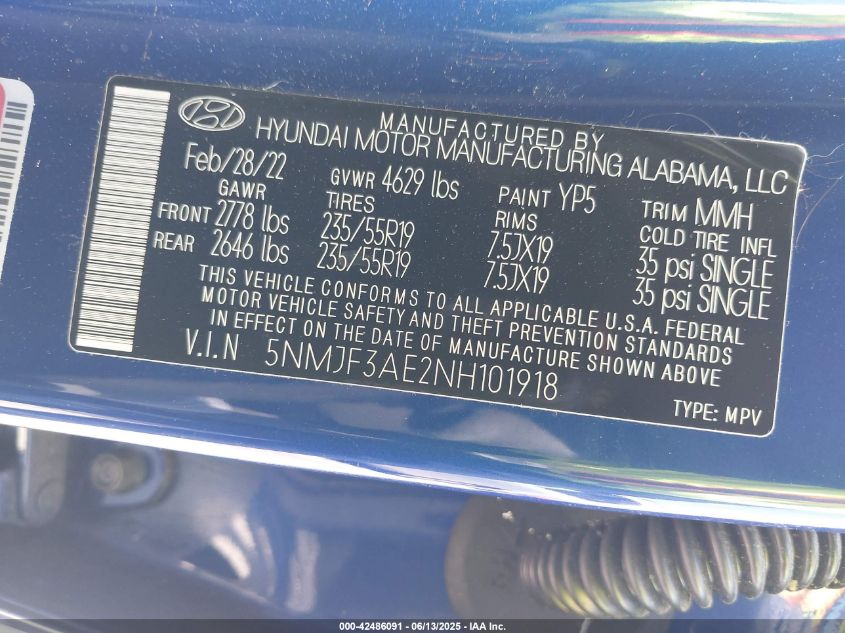 MANUFACTURED BY
HYUNDAI MOTOR MANUFACTURING ALABAMA, LLC
Feb/28/22 GVWR 4629 lbs PAINT YP5 TRIM MMH
GAWR TIRES RIMS COLD TIRE INFL
FRONT 2778 lbs 235/55R19 7.5JX19 35 psi SINGLE
REAR 2646 lbs 235/55R19 7.5JX19 35 psi SINGLE
THIS VEHICLE CONFORMS TO ALL APPLICABLE U.S.A. FEDERAL
MOTOR VEHICLE SAFETY AND THEFT PREVENTION STANDARDS
IN EFFECT ON THE DATE OF MANUFACTURE SHOWN ABOVE
V.I.N 5NMJF3AE2NH101918
TYPE: MPV
000-42486091 - 06/13/2025 - IAA Inc.